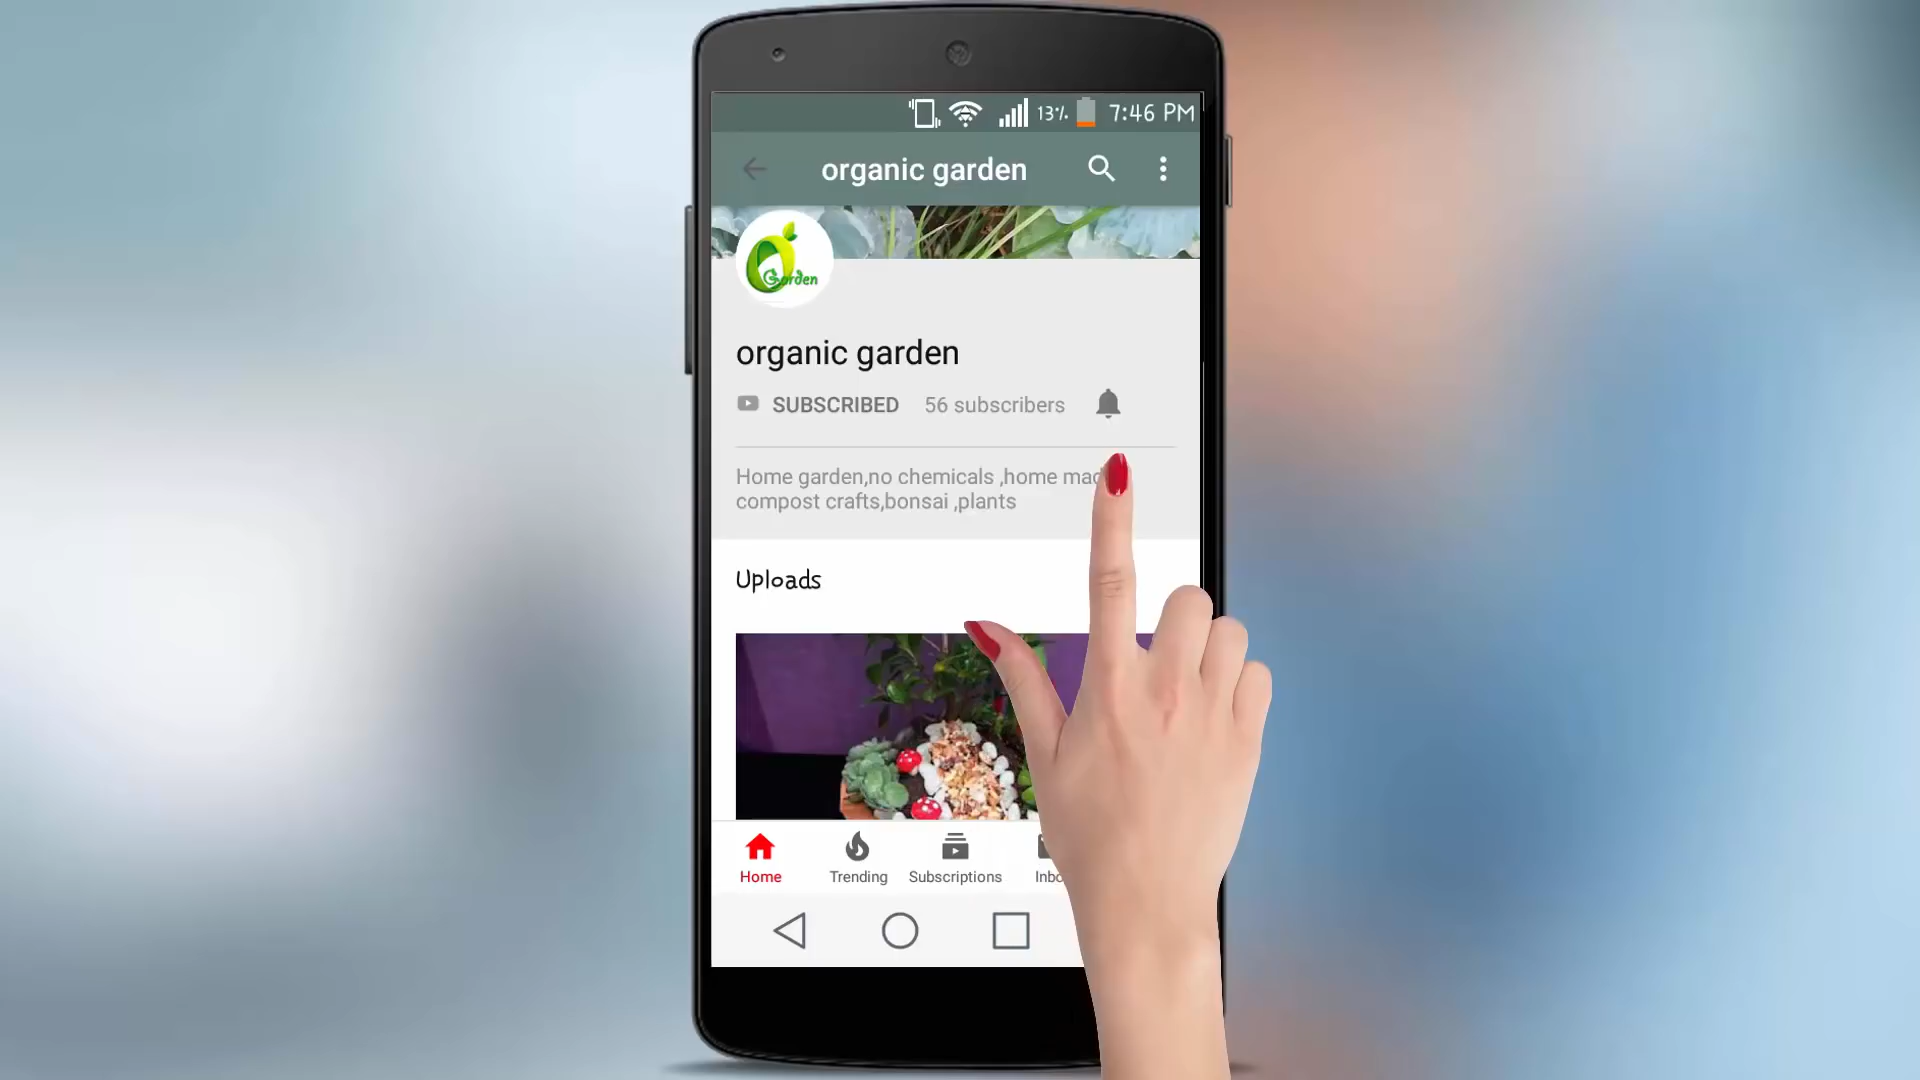 13% 7:46 PM
organic garden
Garden
organic garden
SUBSCRIBED 56 subscribers
Home garden,no chemicals ,home mad
compost crafts,bonsai ,plants
Uploads
Home Trending Subscriptions Inbo